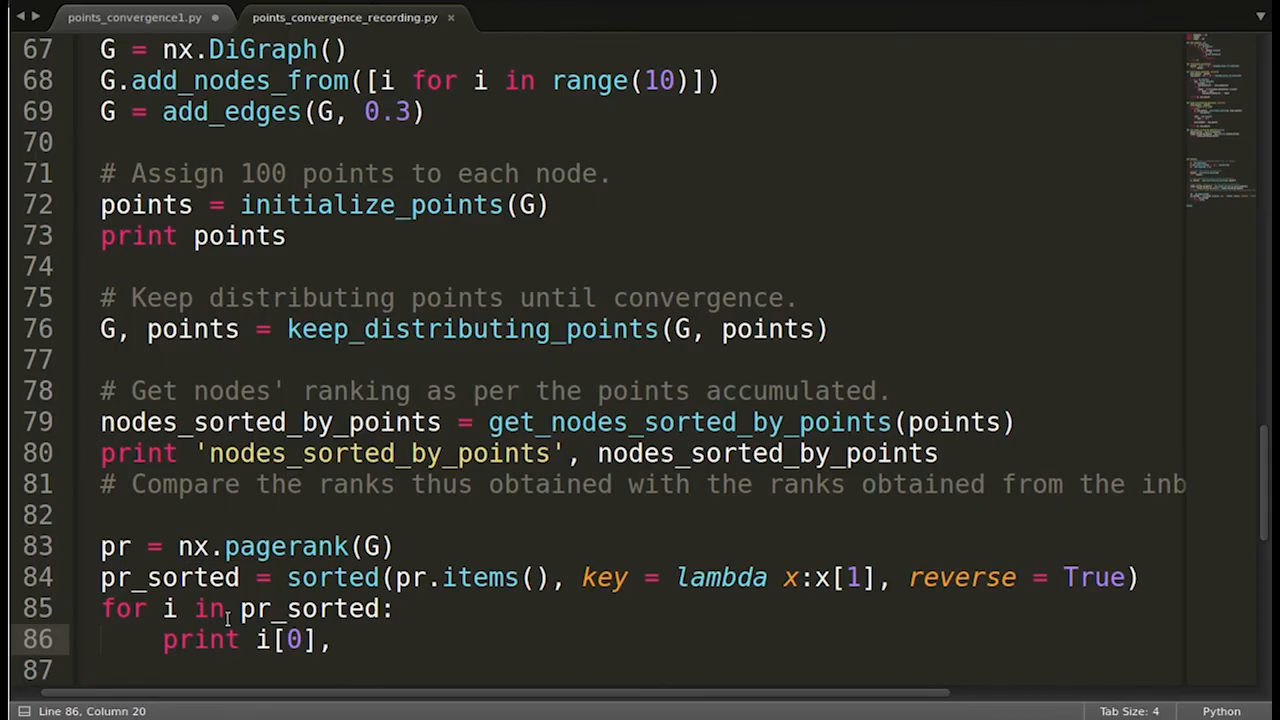 points_convergence1.py
points_convergence_recording.py
67 G = nx.DiGraph()
68 G.add_nodes_from([i for i in range(10)])
69 G = add_edges(G, 0.3)
70
71 # Assign 100 points to each node.
72 points = initialize_points(G)
73 print points
74
75 # Keep distributing points until convergence.
76 G, points = keep_distributing_points(G, points)
77
78 # Get nodes' ranking as per the points accumulated.
79 nodes_sorted_by_points = get_nodes_sorted_by_points(points)
80 print 'nodes_sorted_by_points', nodes_sorted_by_points
81 # Compare the ranks thus obtained with the ranks obtained from the inb
82
83 pr = nx.pagerank(G)
84 pr_sorted = sorted(pr.items(), key = lambda x:x[1], reverse = True)
85 for i in pr_sorted:
86 print i[0],
87
Line 86, Column 20
Tab Size: 4
Python